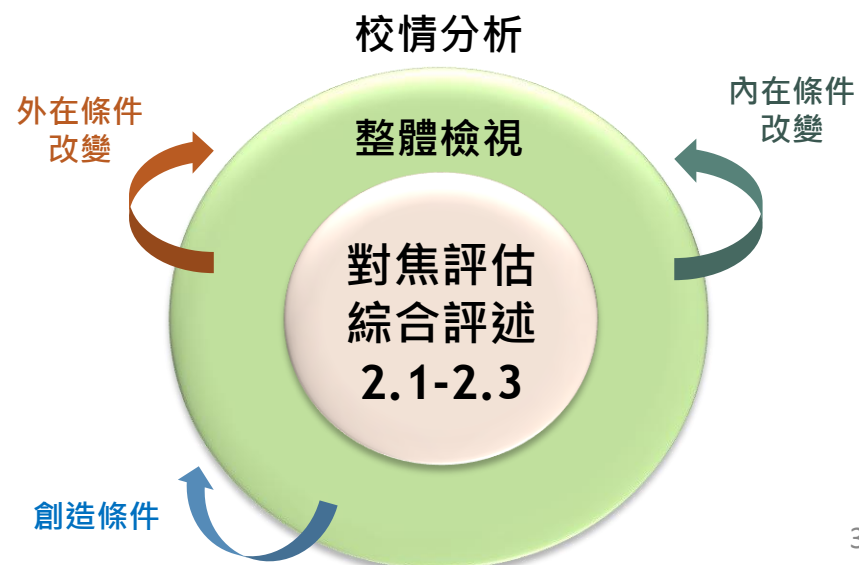 校情分析
外在條件
改變
內在條件
改變
整體檢視
對焦評估
綜合評述
2.1-2.3
創造條件
3